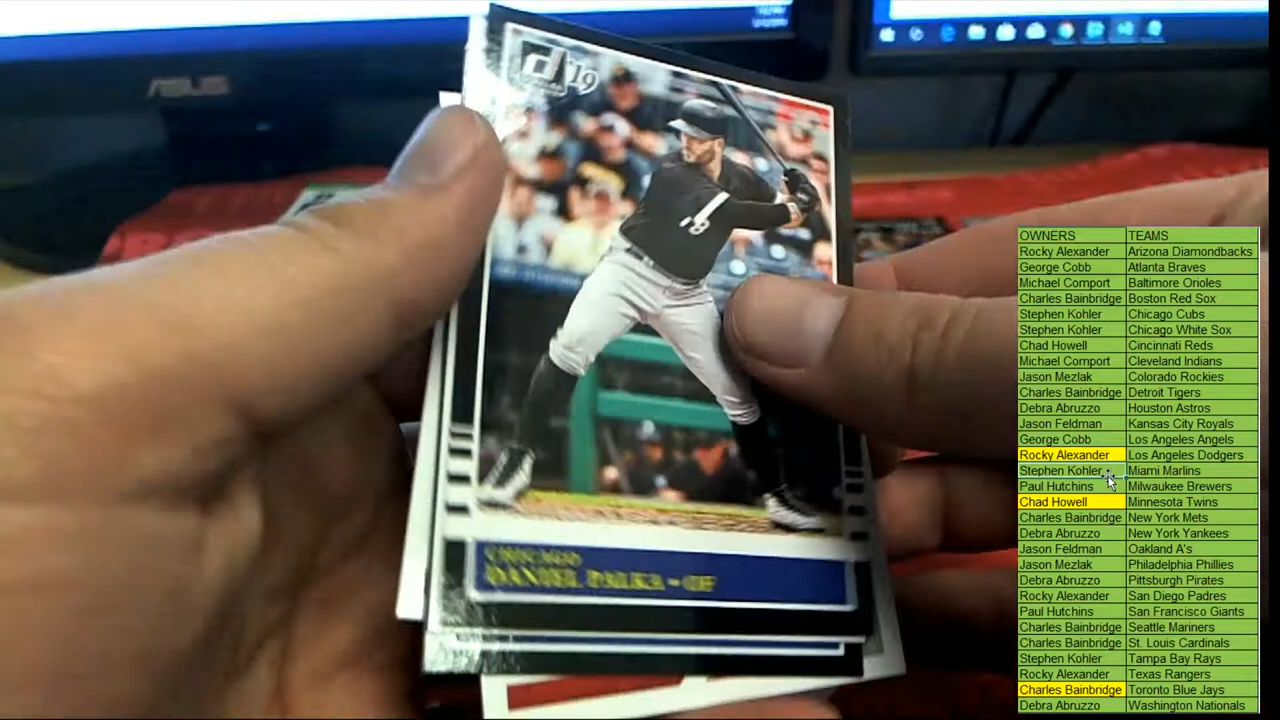 ASUS
d '19
18
CHICAGO
DANIEL PALKA - OF
OWNERS TEAMS
Rocky Alexander Arizona Diamondbacks
George Cobb Atlanta Braves
Michael Comport Baltimore Orioles
Charles Bainbridge Boston Red Sox
Stephen Kohler Chicago Cubs
Stephen Kohler Chicago White Sox
Chad Howell Cincinnati Reds
Michael Comport Cleveland Indians
Jason Mezlak Colorado Rockies
Charles Bainbridge Detroit Tigers
Debra Abruzzo Houston Astros
Jason Feldman Kansas City Royals
George Cobb Los Angeles Angels
Rocky Alexander Los Angeles Dodgers
Stephen Kohler Miami Marlins
Paul Hutchins Milwaukee Brewers
Chad Howell Minnesota Twins
Charles Bainbridge New York Mets
Debra Abruzzo New York Yankees
Jason Feldman Oakland A's
Jason Mezlak Philadelphia Phillies
Debra Abruzzo Pittsburgh Pirates
Rocky Alexander San Diego Padres
Paul Hutchins San Francisco Giants
Charles Bainbridge Seattle Mariners
Charles Bainbridge St. Louis Cardinals
Stephen Kohler Tampa Bay Rays
Rocky Alexander Texas Rangers
Charles Bainbridge Toronto Blue Jays
Debra Abruzzo Washington Nationals